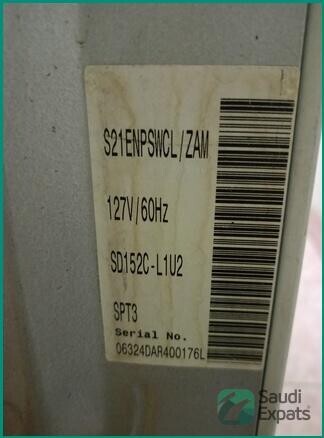 S21ENPSWCL/ZAM
127V/60Hz
SD152C-L1U2
SPT3
Serial No.
06324DAR400176L
Saudi
Expats